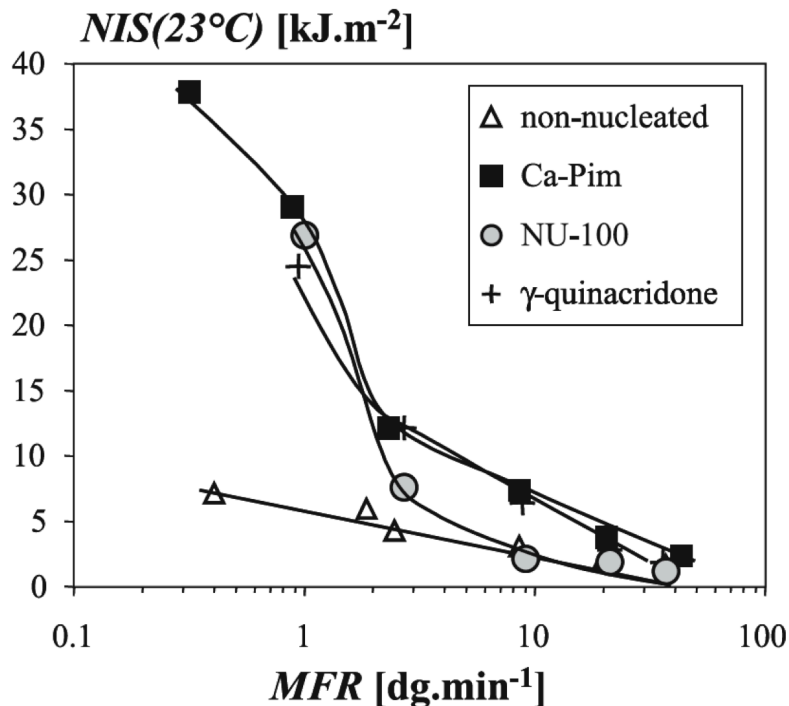 NIS(23°C) [kJ.m-2]
40
35
30
25
20
15
10
5
0
non-nucleated
Ca-Pim
NU-100
γ-quinacridone
0.1 1 10 100
MFR [dg.min-1]